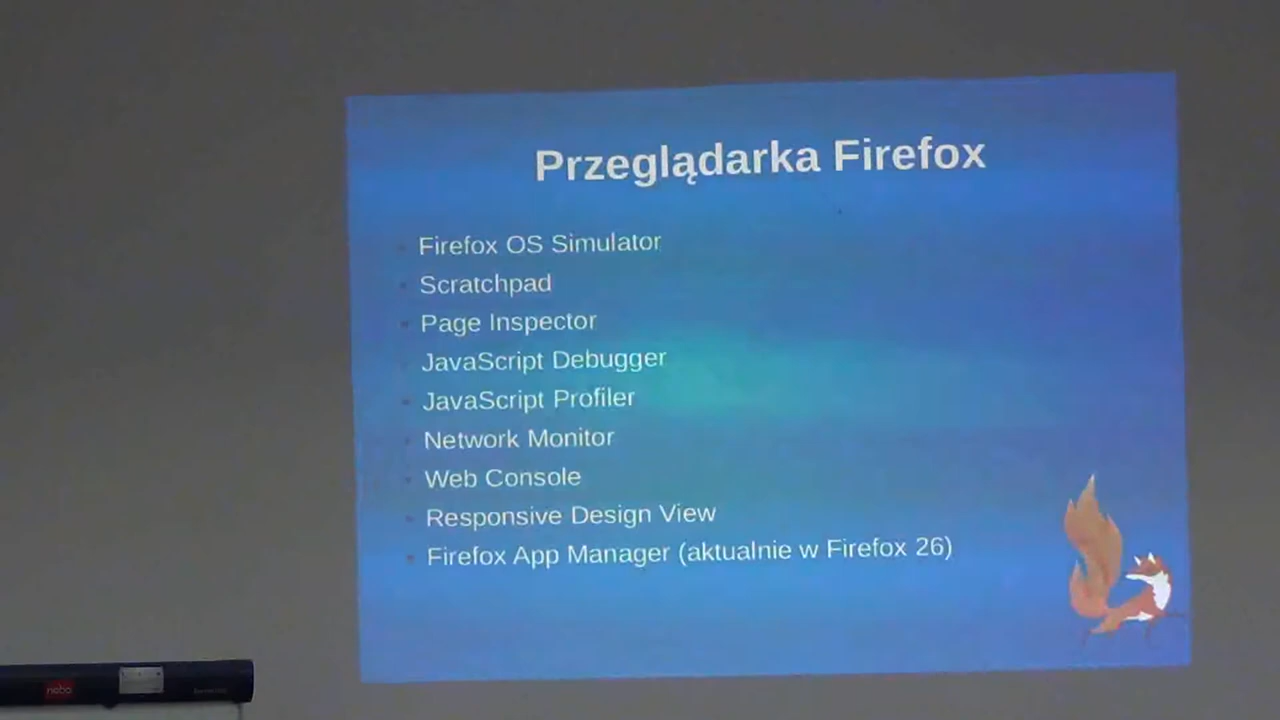 Przeglądarka Firefox
Firefox OS Simulator
Scratchpad
Page Inspector
JavaScript Debugger
JavaScript Profiler
Network Monitor
Web Console
Responsive Design View
Firefox App Manager (aktualnie w Firefox 26)
nobo